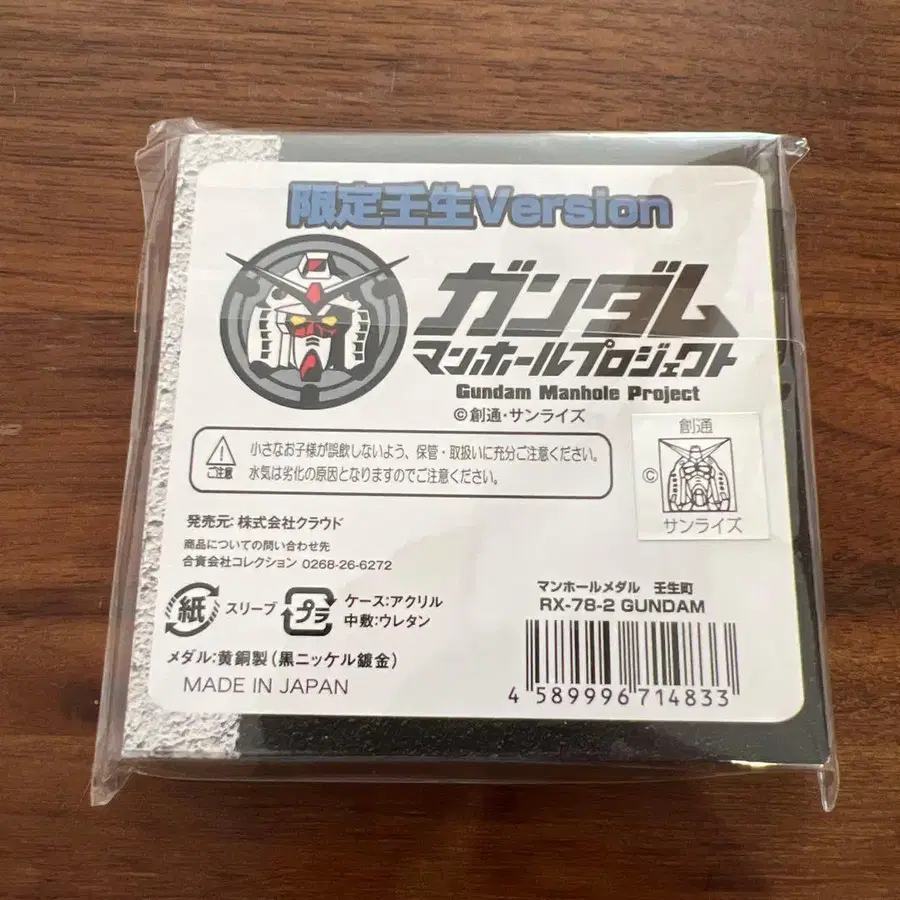 限定壬生Version
ガンダム
マンホールプロジェクト
Gundam Manhole Project
©創通・サンライズ
ご注意
小さなお子様が誤飲しないよう、保管・取扱いに充分ご注意ください。
水気は劣化の原因となりますのでご注意ください。
創通
©
サンライズ
発売元:株式会社クラウド
商品についての問い合わせ先
合資会社コレクション 0268-26-6272
紙 スリーブ プラ ケース:アクリル
中敷:ウレタン
メダル:黄銅製(黒ニッケル鍍金)
MADE IN JAPAN
マンホールメダル 壬生町
RX-78-2 GUNDAM
4 589996 714833